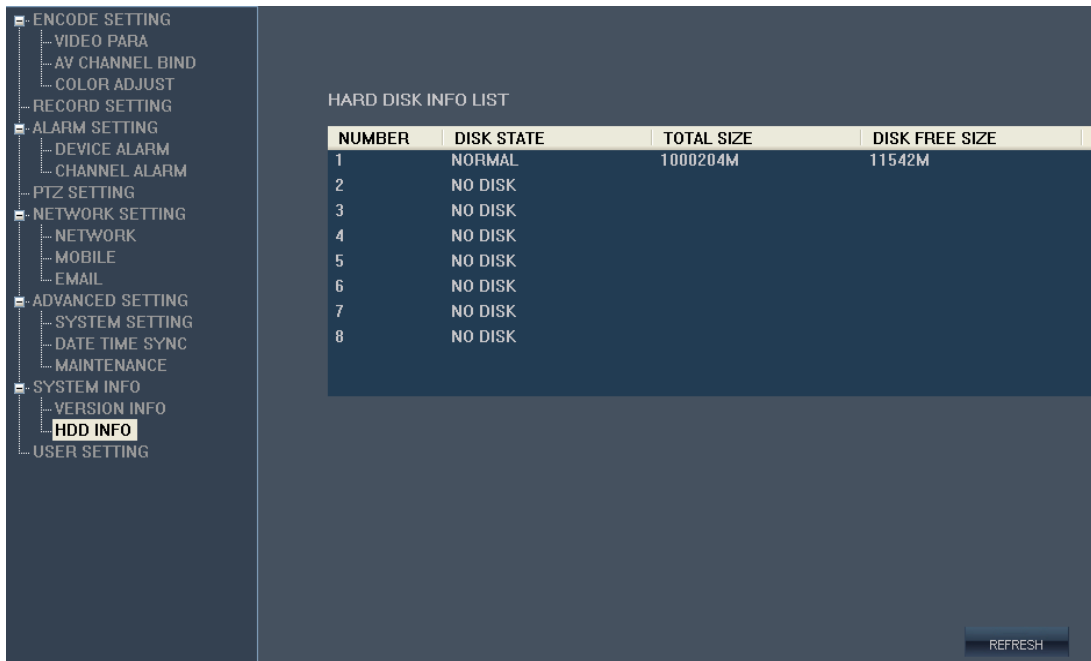 ENCODE SETTING
VIDEO PARA
AV CHANNEL BIND
COLOR ADJUST
RECORD SETTING
ALARM SETTING
DEVICE ALARM
CHANNEL ALARM
PTZ SETTING
NETWORK SETTING
NETWORK
MOBILE
EMAIL
ADVANCED SETTING
SYSTEM SETTING
DATE TIME SYNC
MAINTENANCE
SYSTEM INFO
VERSION INFO
HDD INFO
USER SETTING
HARD DISK INFO LIST
NUMBER DISK STATE TOTAL SIZE DISK FREE SIZE
1 NORMAL 1000204M 11542M
2 NO DISK
3 NO DISK
4 NO DISK
5 NO DISK
6 NO DISK
7 NO DISK
8 NO DISK
REFRESH